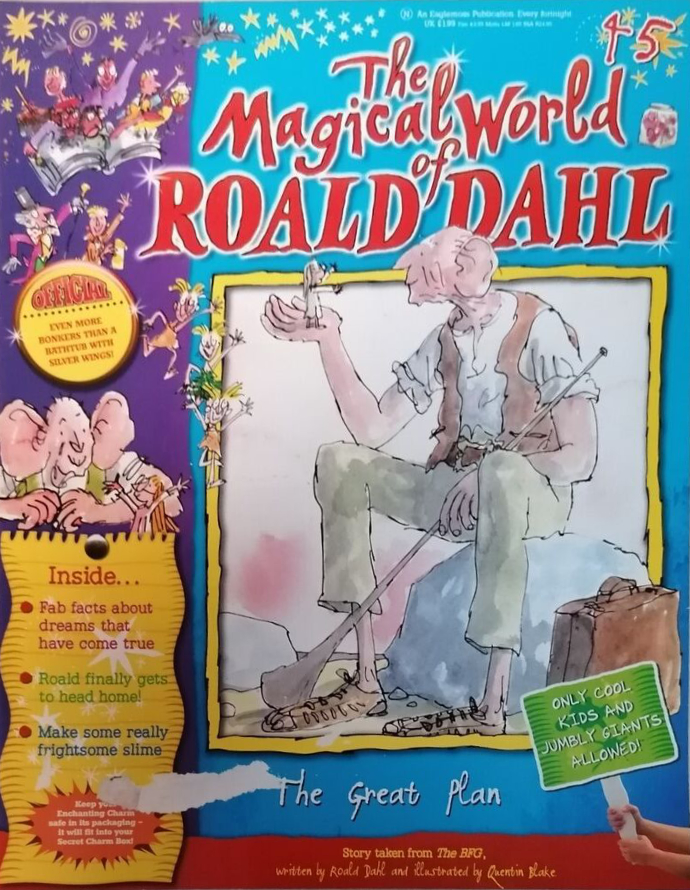 An Eaglemoss Publication. Every fortnight
UK £1.99
45
The
Magical World
of
ROALD DAHL
OFFICIAL
EVEN MORE
BONKERS THAN A
BATHTUB WITH
SILVER WINGS!
Inside...
Fab facts about
dreams that
have come true
Roald finally gets
to head home!
Make some really
frightsome slime
Keep
Enchanting Charm
safe in its packaging –
it will fit into your
Secret Charm Box!
ONLY COOL
KIDS AND
JUMBLY GIANTS
ALLOWED!
The Great Plan
Story taken from The BFG,
written by Roald Dahl and illustrated by Quentin Blake